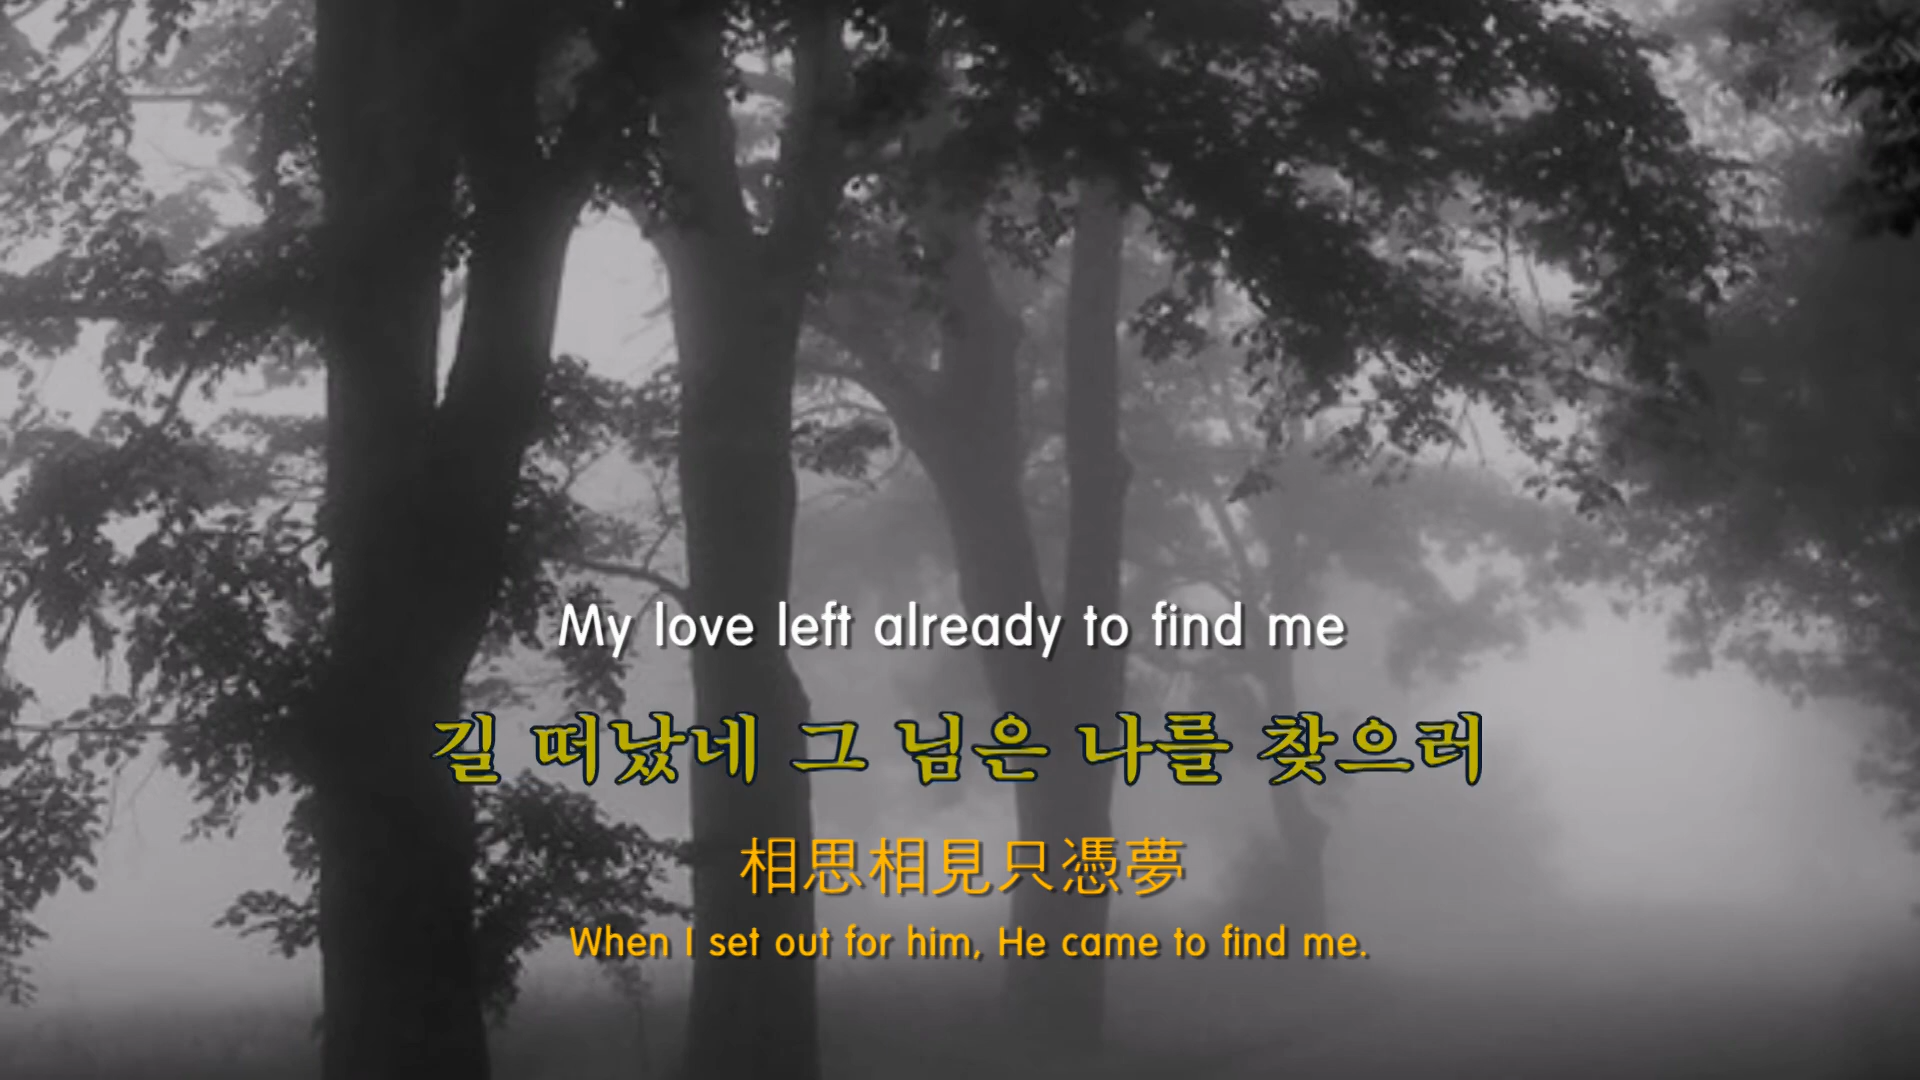 My love left already to find me
길 떠났네 그 님은 나를 찾으러
相思相見只憑夢
When I set out for him, He came to find me.